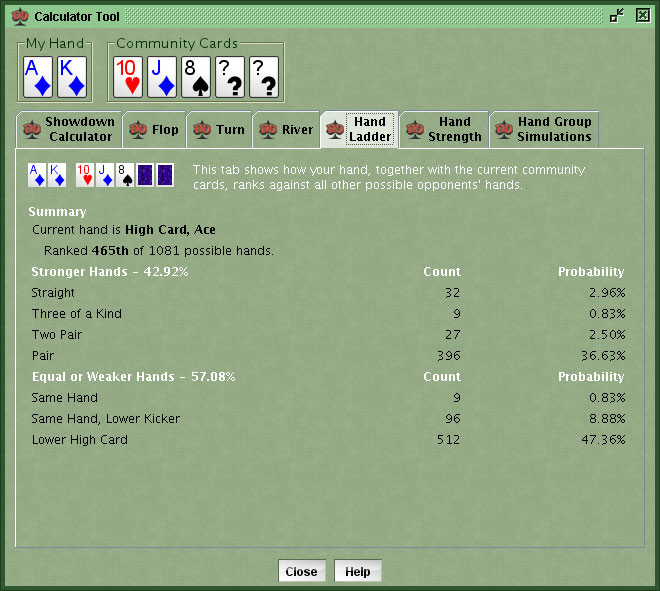 Calculator Tool
My Hand
Community Cards
A K 10 J 8 ? ?
? ?
Showdown Calculator
Flop
Turn
River
Hand Ladder
Hand Strength
Hand Group Simulations
A K 10 J 8
This tab shows how your hand, together with the current community
cards, ranks against all other possible opponents' hands.
Summary
Current hand is High Card, Ace
Ranked 465th of 1081 possible hands.
Stronger Hands - 42.92% Count Probability
Straight 32 2.96%
Three of a Kind 9 0.83%
Two Pair 27 2.50%
Pair 396 36.63%
Equal or Weaker Hands - 57.08% Count Probability
Same Hand 9 0.83%
Same Hand, Lower Kicker 96 8.88%
Lower High Card 512 47.36%
Close Help